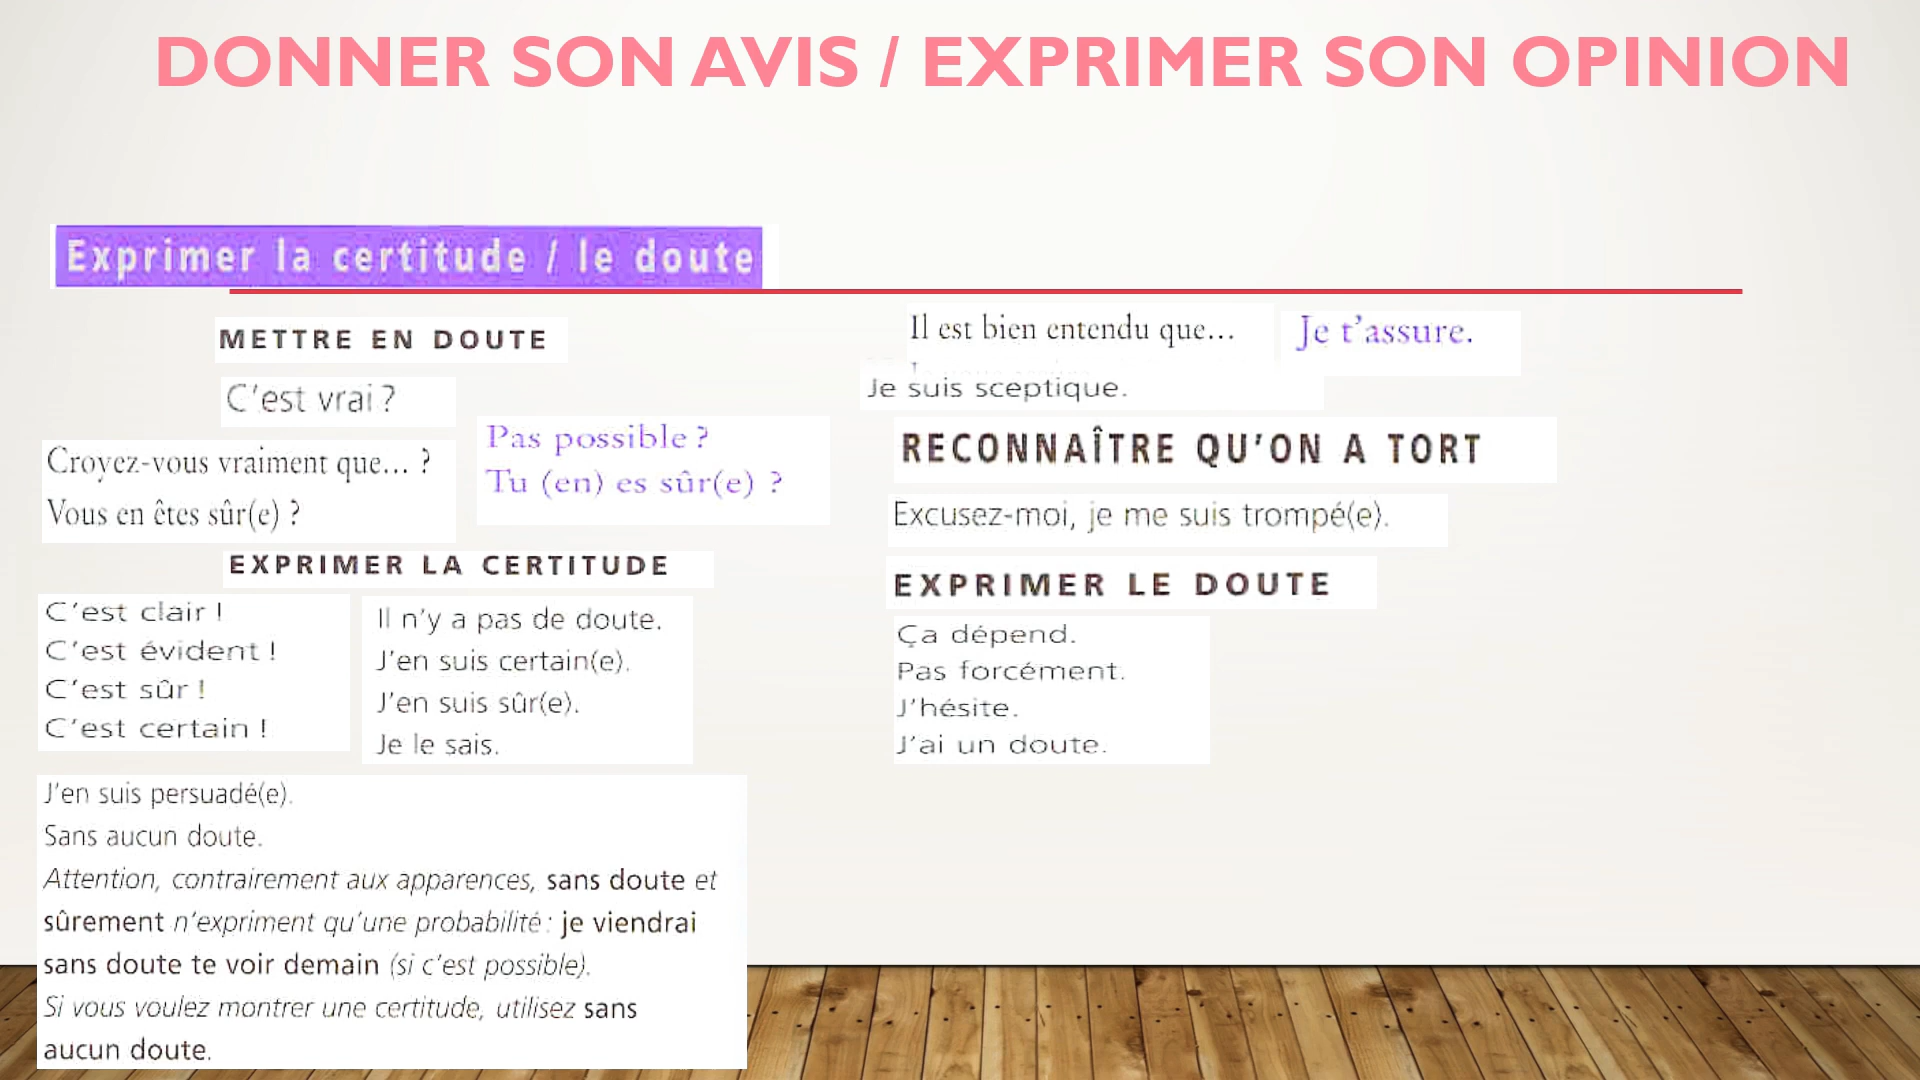 DONNER SON AVIS / EXPRIMER SON OPINION
Exprimer la certitude / le doute
METTRE EN DOUTE
C'est vrai ?
Croyez-vous vraiment que... ?
Vous en êtes sûr(e) ?
Pas possible ?
Tu (en) es sûr(e) ?
EXPRIMER LA CERTITUDE
C'est clair !
C'est évident !
C'est sûr !
C'est certain !
Il n'y a pas de doute.
J'en suis certain(e).
J'en suis sûr(e).
Je le sais.
J'en suis persuadé(e).
Sans aucun doute.
Attention, contrairement aux apparences, sans doute et
sûrement n'expriment qu'une probabilité : je viendrai
sans doute te voir demain (si c'est possible).
Si vous voulez montrer une certitude, utilisez sans
aucun doute.
Il est bien entendu que...
Je t'assure.
Je suis sceptique.
RECONNAÎTRE QU'ON A TORT
Excusez-moi, je me suis trompé(e).
EXPRIMER LE DOUTE
Ça dépend.
Pas forcément.
J'hésite.
J'ai un doute.